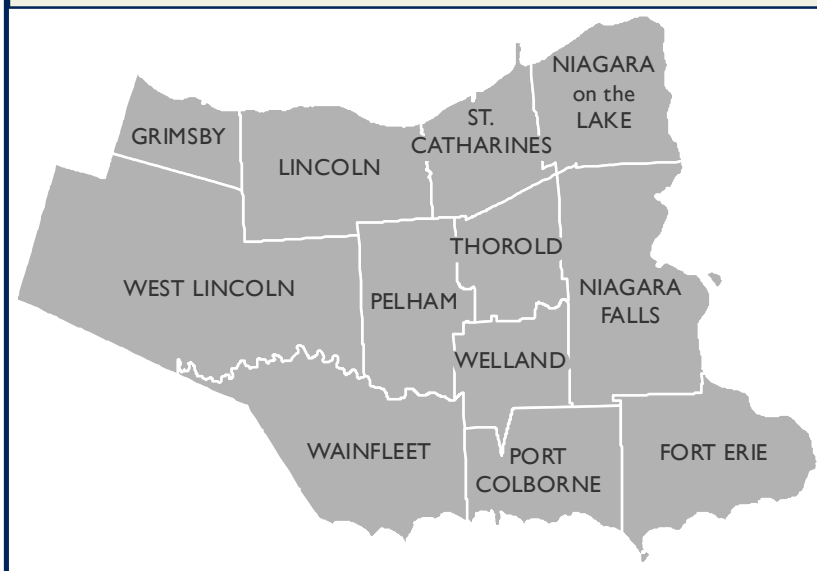 NIAGARA
on the
LAKE
ST.
CATHARINES
GRIMSBY
LINCOLN
THOROLD
WEST LINCOLN
PELHAM
NIAGARA
FALLS
WELLAND
WAINFLEET
PORT
COLBORNE
FORT ERIE